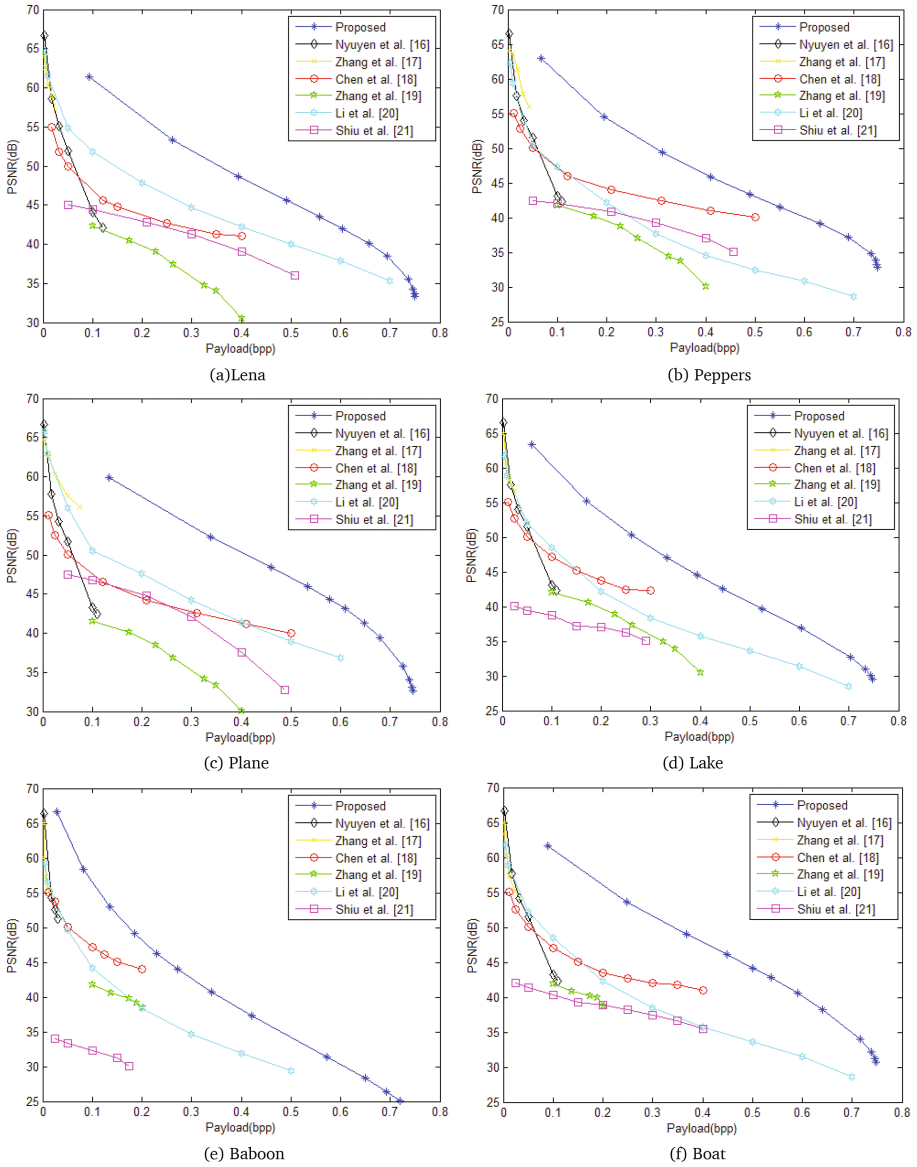 70
65
60
55
50
45
40
35
30
PSNR(dB)
0
0.1
0.2
0.3
0.4
0.5
0.6
0.7
0.8
Payload(bpp)
Proposed
Nyuyen et al. [16]
Zhang et al. [17]
Chen et al. [18]
Zhang et al. [19]
Li et al. [20]
Shiu et al. [21]
(a)Lena
70
65
60
55
50
45
40
35
30
25
PSNR(dB)
0
0.1
0.2
0.3
0.4
0.5
0.6
0.7
0.8
Payload(bpp)
Proposed
Nyuyen et al. [16]
Zhang et al. [17]
Chen et al. [18]
Zhang et al. [19]
Li et al. [20]
Shiu et al. [21]
(b) Peppers
70
65
60
55
50
45
40
35
30
PSNR(dB)
0
0.1
0.2
0.3
0.4
0.5
0.6
0.7
0.8
Payload(bpp)
Proposed
Nyuyen et al. [16]
Zhang et al. [17]
Chen et al. [18]
Zhang et al. [19]
Li et al. [20]
Shiu et al. [21]
(c) Plane
70
65
60
55
50
45
40
35
30
25
PSNR(dB)
0
0.1
0.2
0.3
0.4
0.5
0.6
0.7
0.8
Payload(bpp)
Proposed
Nyuyen et al. [16]
Zhang et al. [17]
Chen et al. [18]
Zhang et al. [19]
Li et al. [20]
Shiu et al. [21]
(d) Lake
70
65
60
55
50
45
40
35
30
25
PSNR(dB)
0
0.1
0.2
0.3
0.4
0.5
0.6
0.7
0.8
Payload(bpp)
Proposed
Nyuyen et al. [16]
Zhang et al. [17]
Chen et al. [18]
Zhang et al. [19]
Li et al. [20]
Shiu et al. [21]
(e) Baboon
70
65
60
55
50
45
40
35
30
25
PSNR(dB)
0
0.1
0.2
0.3
0.4
0.5
0.6
0.7
0.8
Payload(bpp)
Proposed
Nyuyen et al. [16]
Zhang et al. [17]
Chen et al. [18]
Zhang et al. [19]
Li et al. [20]
Shiu et al. [21]
(f) Boat